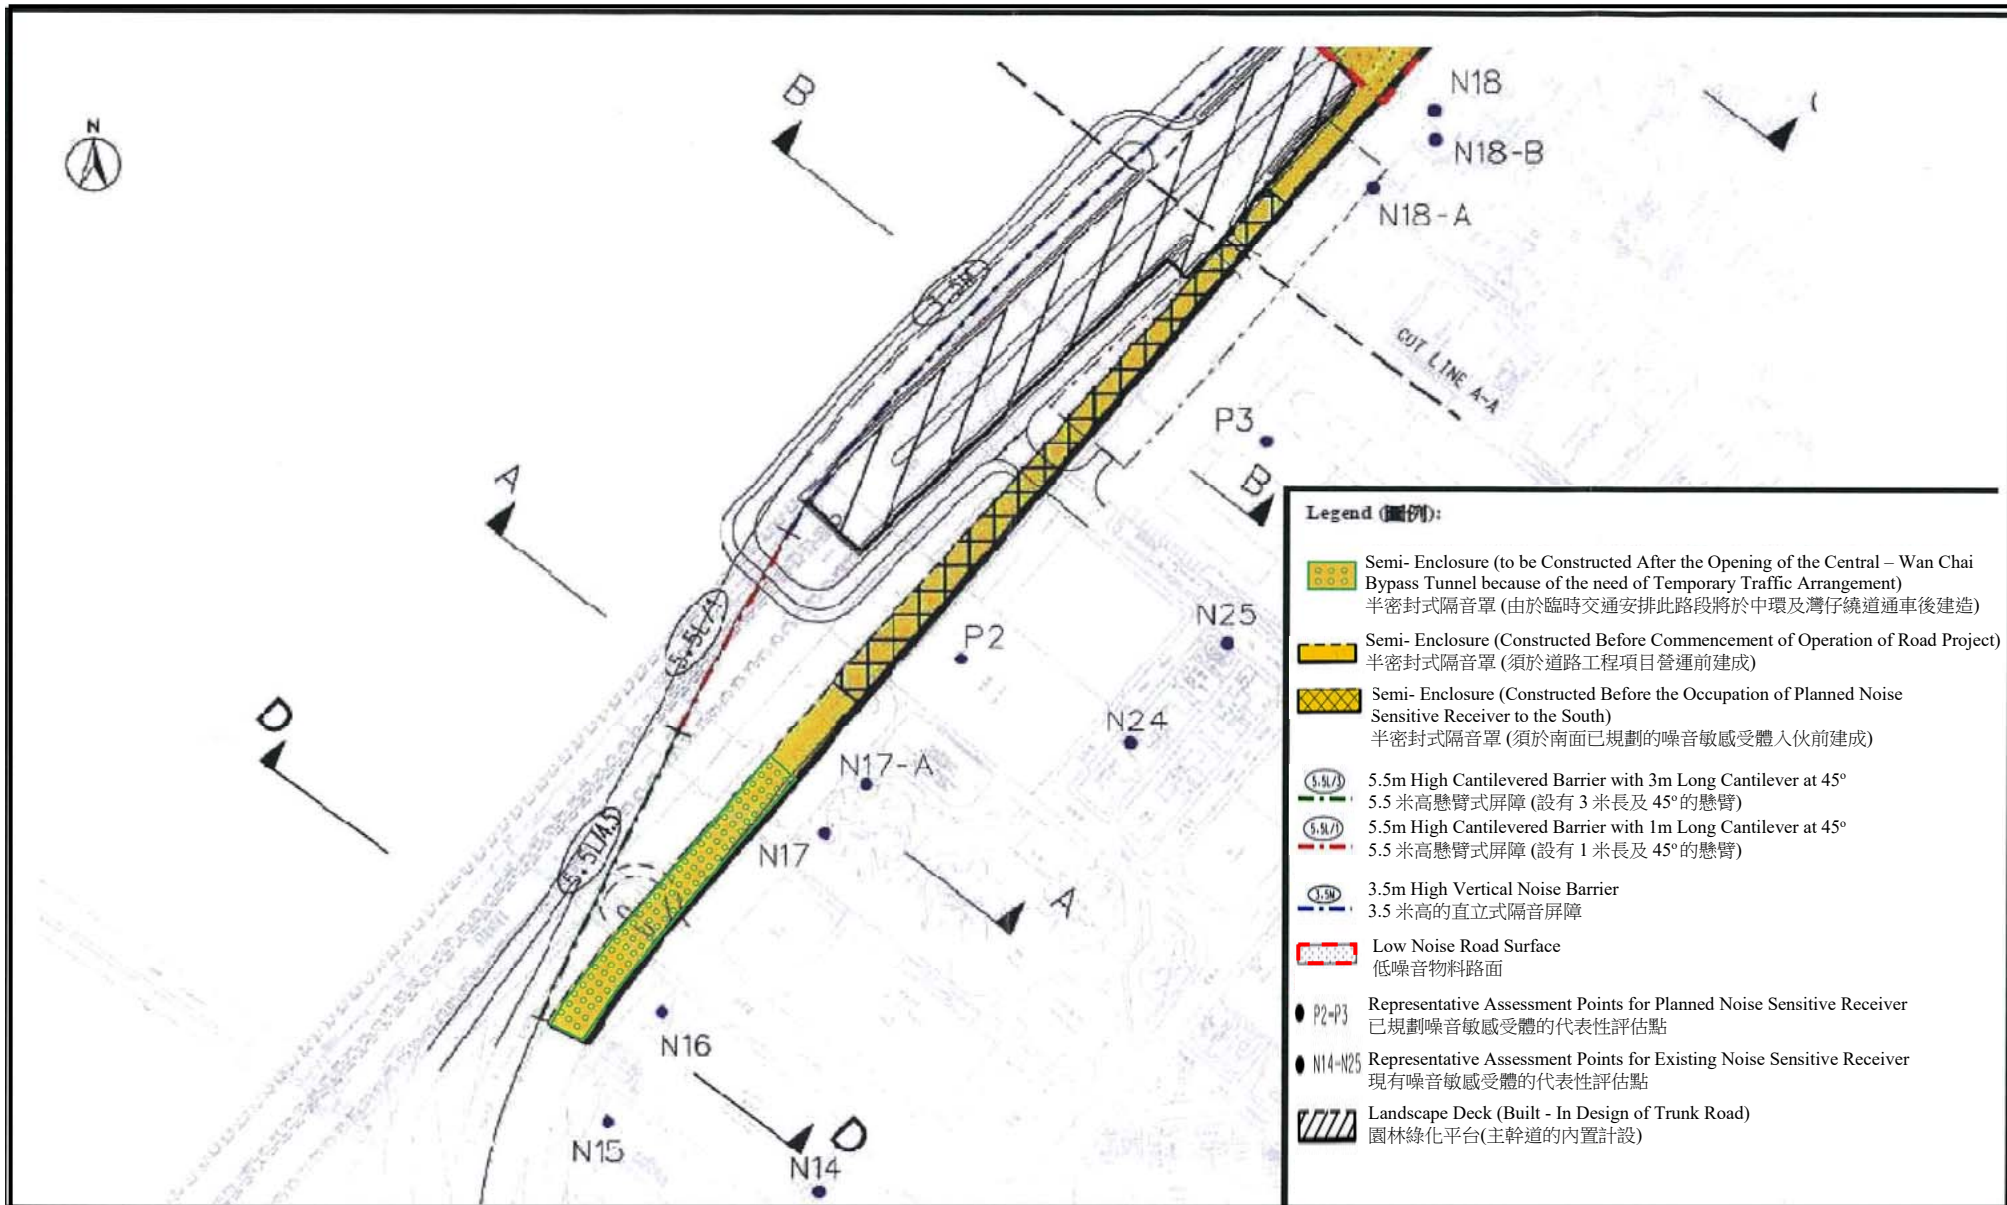 N
B
N18
N18-B
N18-A
3.5M
CUT LINE A-A
P3
B
A
5.5L/1
P2
N25
N24
D
N17-A
N17
5.5L/4.5
A
N16
D
N15
N14
Legend (圖例):
Semi- Enclosure (to be Constructed After the Opening of the Central – Wan Chai
Bypass Tunnel because of the need of Temporary Traffic Arrangement)
半密封式隔音罩 (由於臨時交通安排此路段將於中環及灣仔繞道通車後建造)
Semi- Enclosure (Constructed Before Commencement of Operation of Road Project)
半密封式隔音罩 (須於道路工程項目營運前建成)
Semi- Enclosure (Constructed Before the Occupation of Planned Noise
Sensitive Receiver to the South)
半密封式隔音罩 (須於南面已規劃的噪音敏感受體入伙前建成)
5.5L/3 5.5m High Cantilevered Barrier with 3m Long Cantilever at 45°
5.5 米高懸臂式屏障 (設有 3 米長及 45°的懸臂)
5.5L/1 5.5m High Cantilevered Barrier with 1m Long Cantilever at 45°
5.5 米高懸臂式屏障 (設有 1 米長及 45°的懸臂)
3.5M 3.5m High Vertical Noise Barrier
3.5 米高的直立式隔音屏障
Low Noise Road Surface
低噪音物料路面
P2-P3 Representative Assessment Points for Planned Noise Sensitive Receiver
已規劃噪音敏感受體的代表性評估點
N14-N25 Representative Assessment Points for Existing Noise Sensitive Receiver
現有噪音敏感受體的代表性評估點
Landscape Deck (Built - In Design of Trunk Road)
園林綠化平台(主幹道的內置計設)